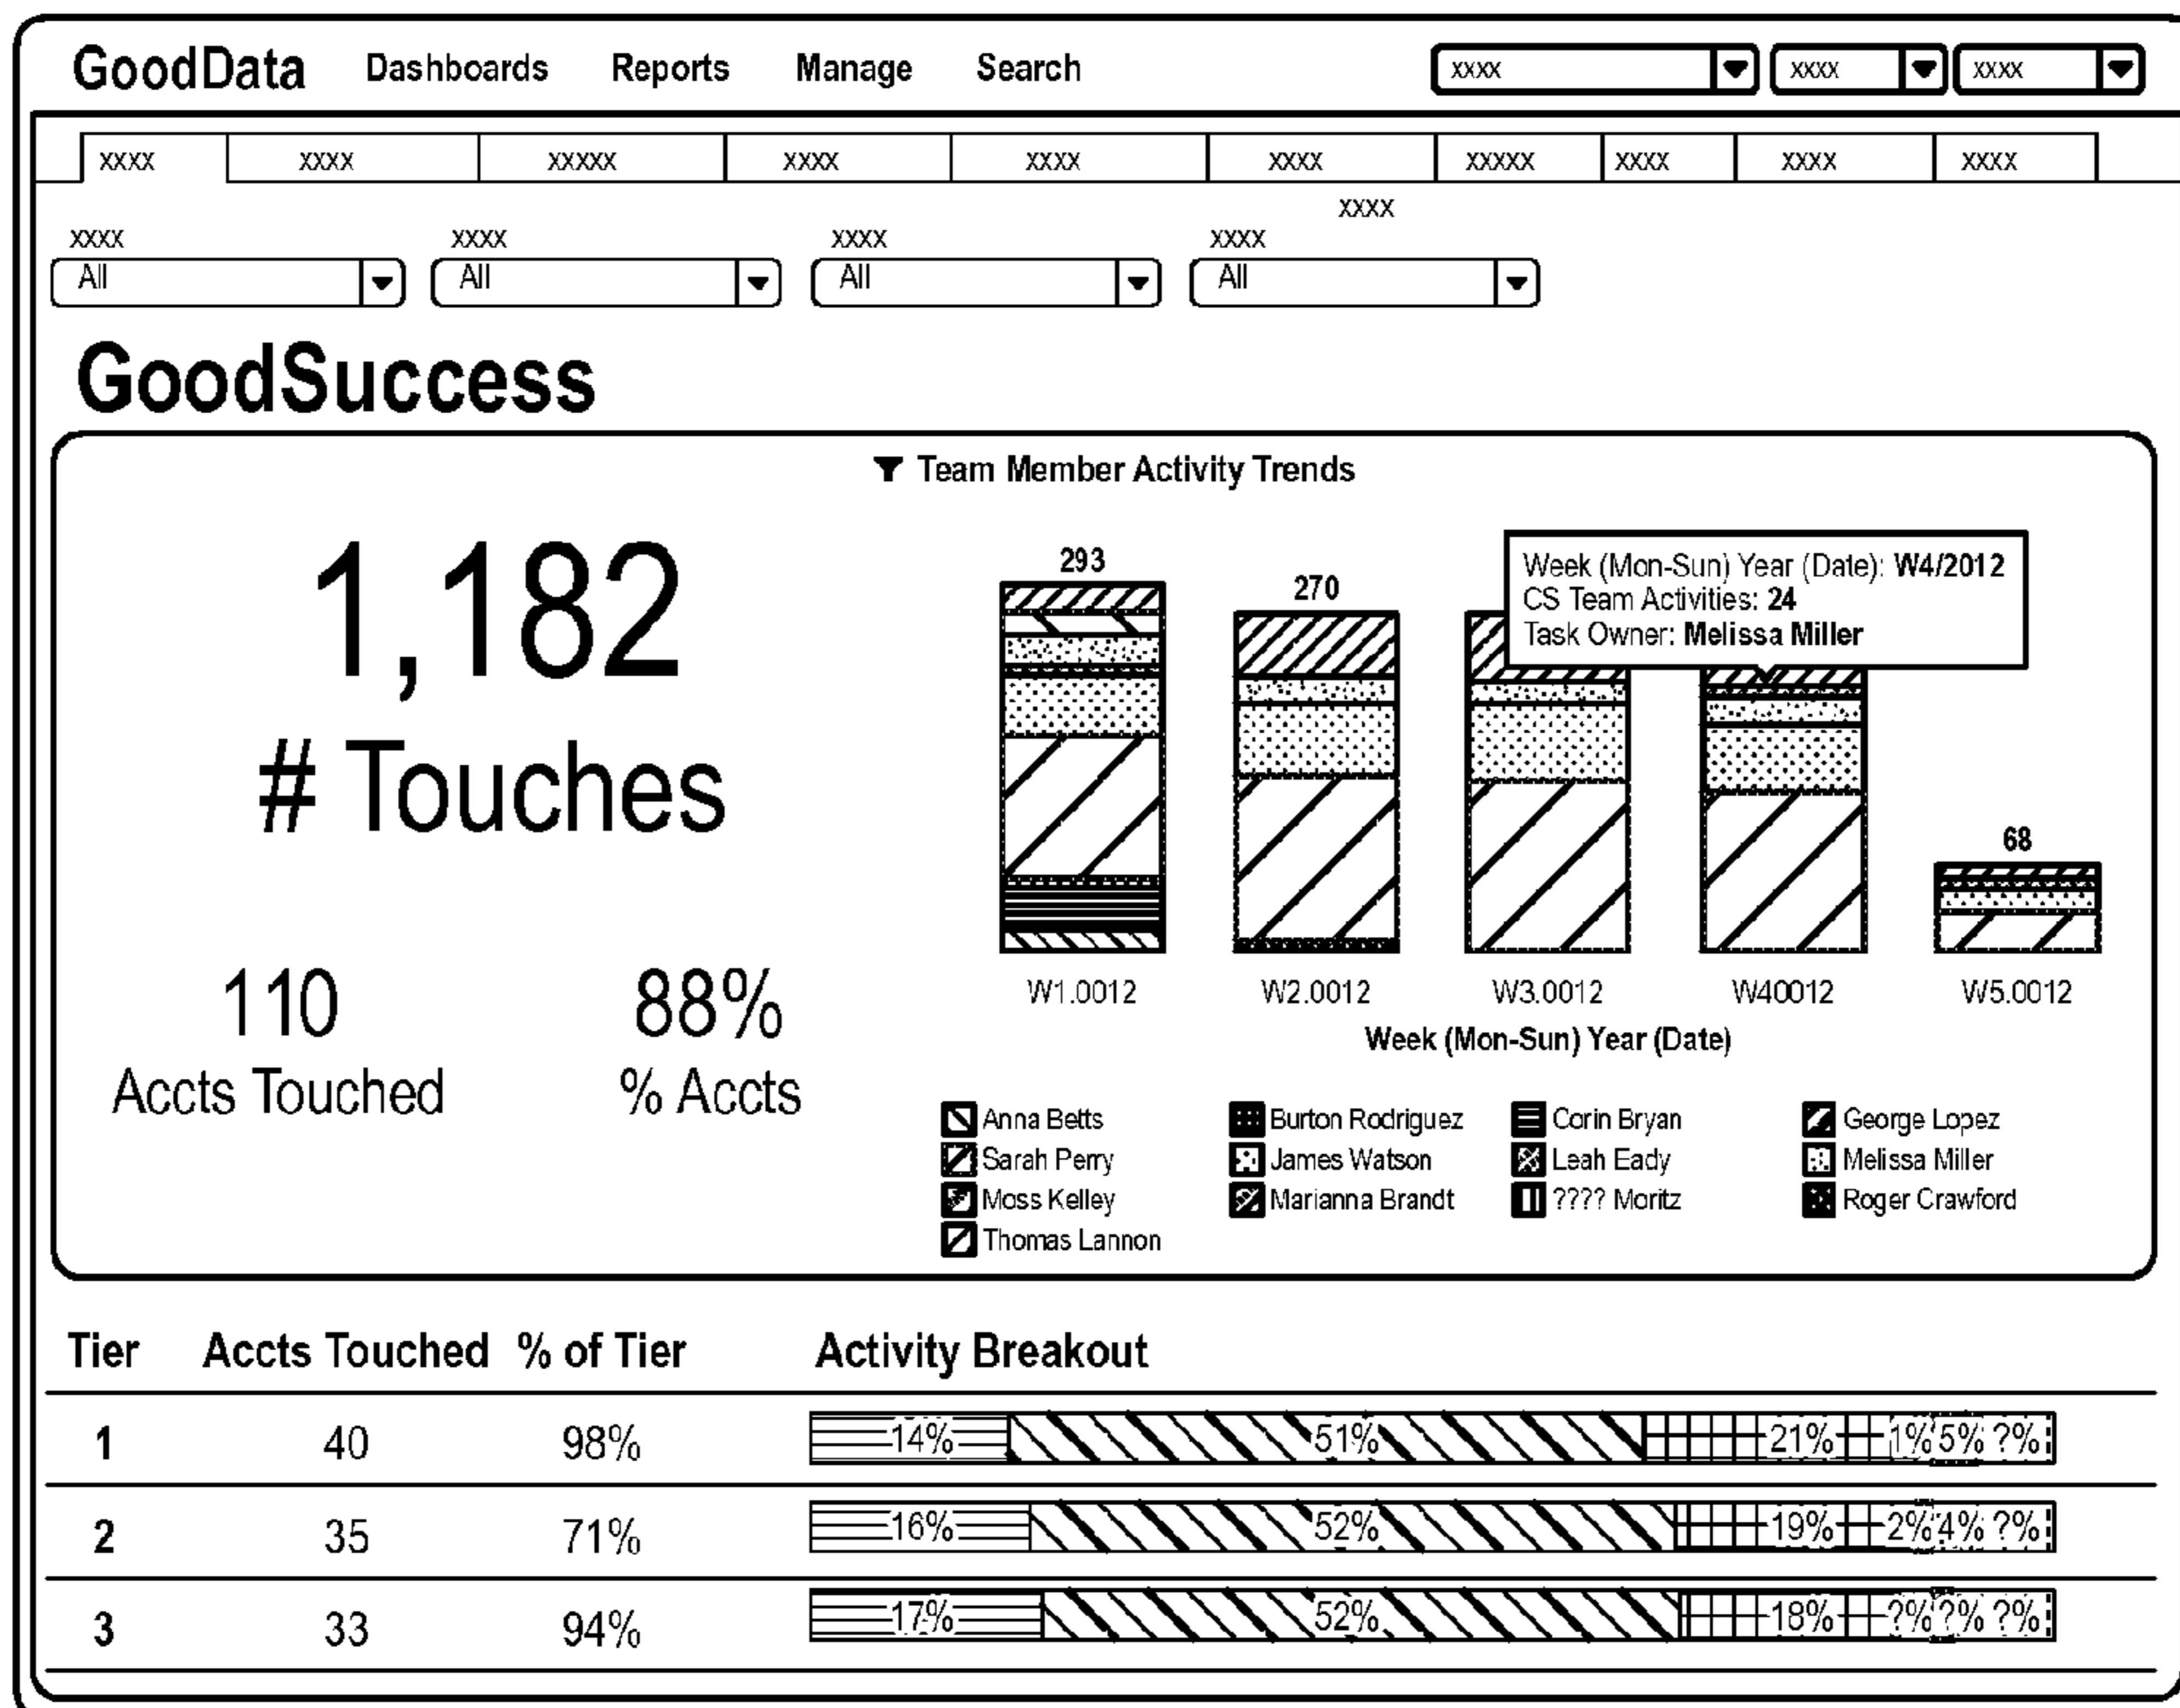 GoodData Dashboards Reports Manage Search xxxx xxxx xxxx
xxxx xxxx xxxxx xxxx xxxx xxxx xxxxx xxxx xxxx xxxx
xxxx
xxxx xxxx xxxx xxxx
All All All All
GoodSuccess
Team Member Activity Trends
1,182
# Touches
110 88%
Accts Touched % Accts
293 270 68
Week (Mon-Sun) Year (Date): W4/2012
CS Team Activities: 24
Task Owner: Melissa Miller
W1.0012 W2.0012 W3.0012 W40012 W5.0012
Week (Mon-Sun) Year (Date)
Anna Betts Burton Rodriguez Corin Bryan George Lopez
Sarah Perry James Watson Leah Eady Melissa Miller
Moss Kelley Marianna Brandt ???? Moritz Roger Crawford
Thomas Lannon
Tier Accts Touched % of Tier Activity Breakout
1 40 98% 14% 51% 21% 1% 5% ?%
2 35 71% 16% 52% 19% 2% 4% ?%
3 33 94% 17% 52% 18% ?% ?% ?%